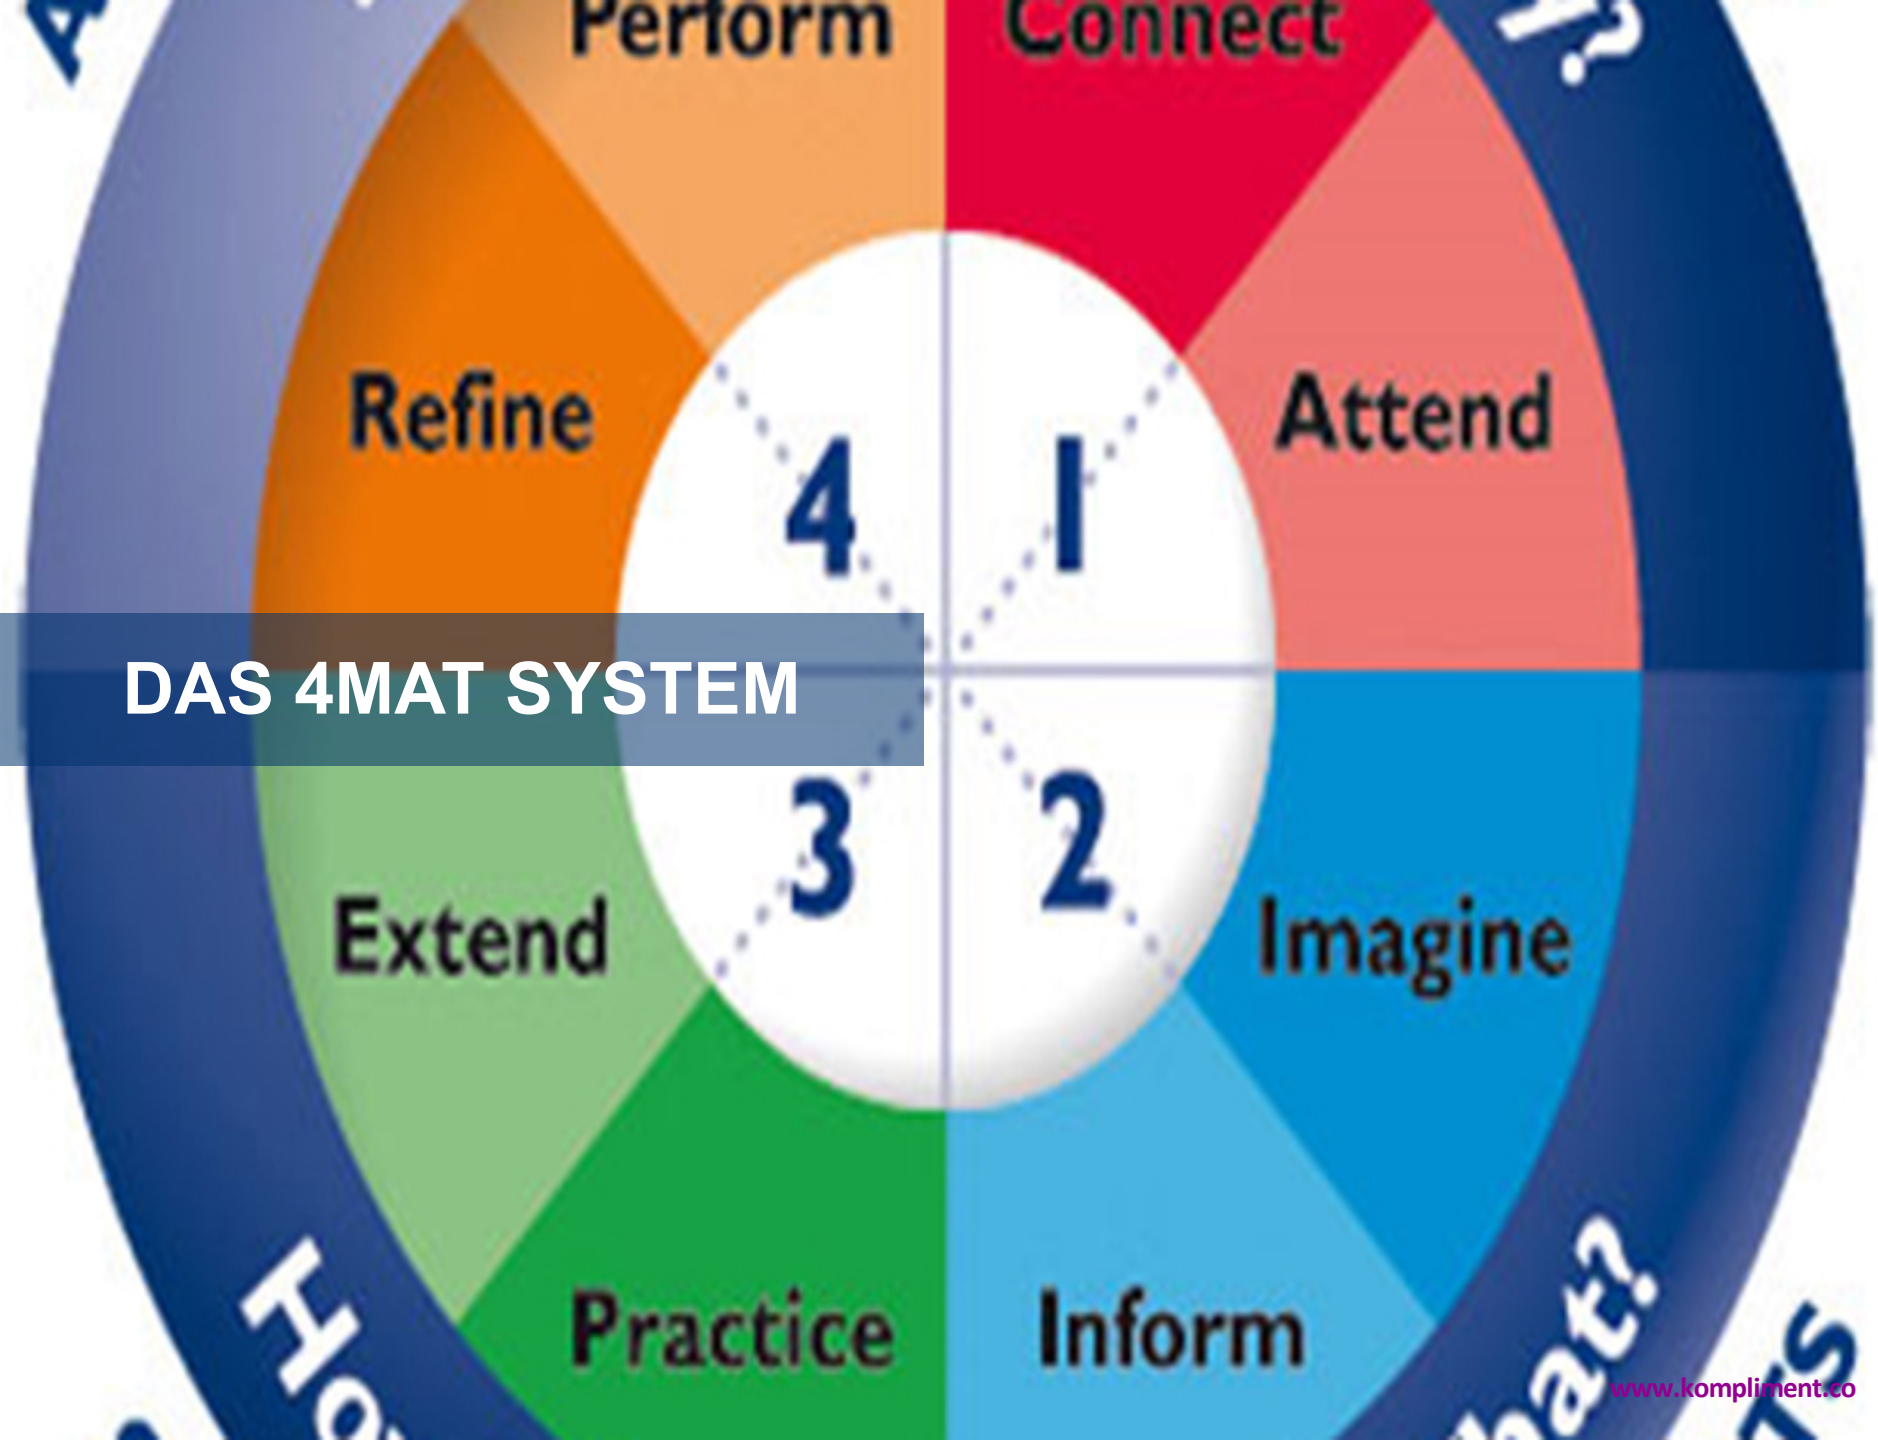 Perform
Connect
Refine
Attend
4
1
DAS 4MAT SYSTEM
3
2
Extend
Imagine
Practice
Inform
www.kompliment.co